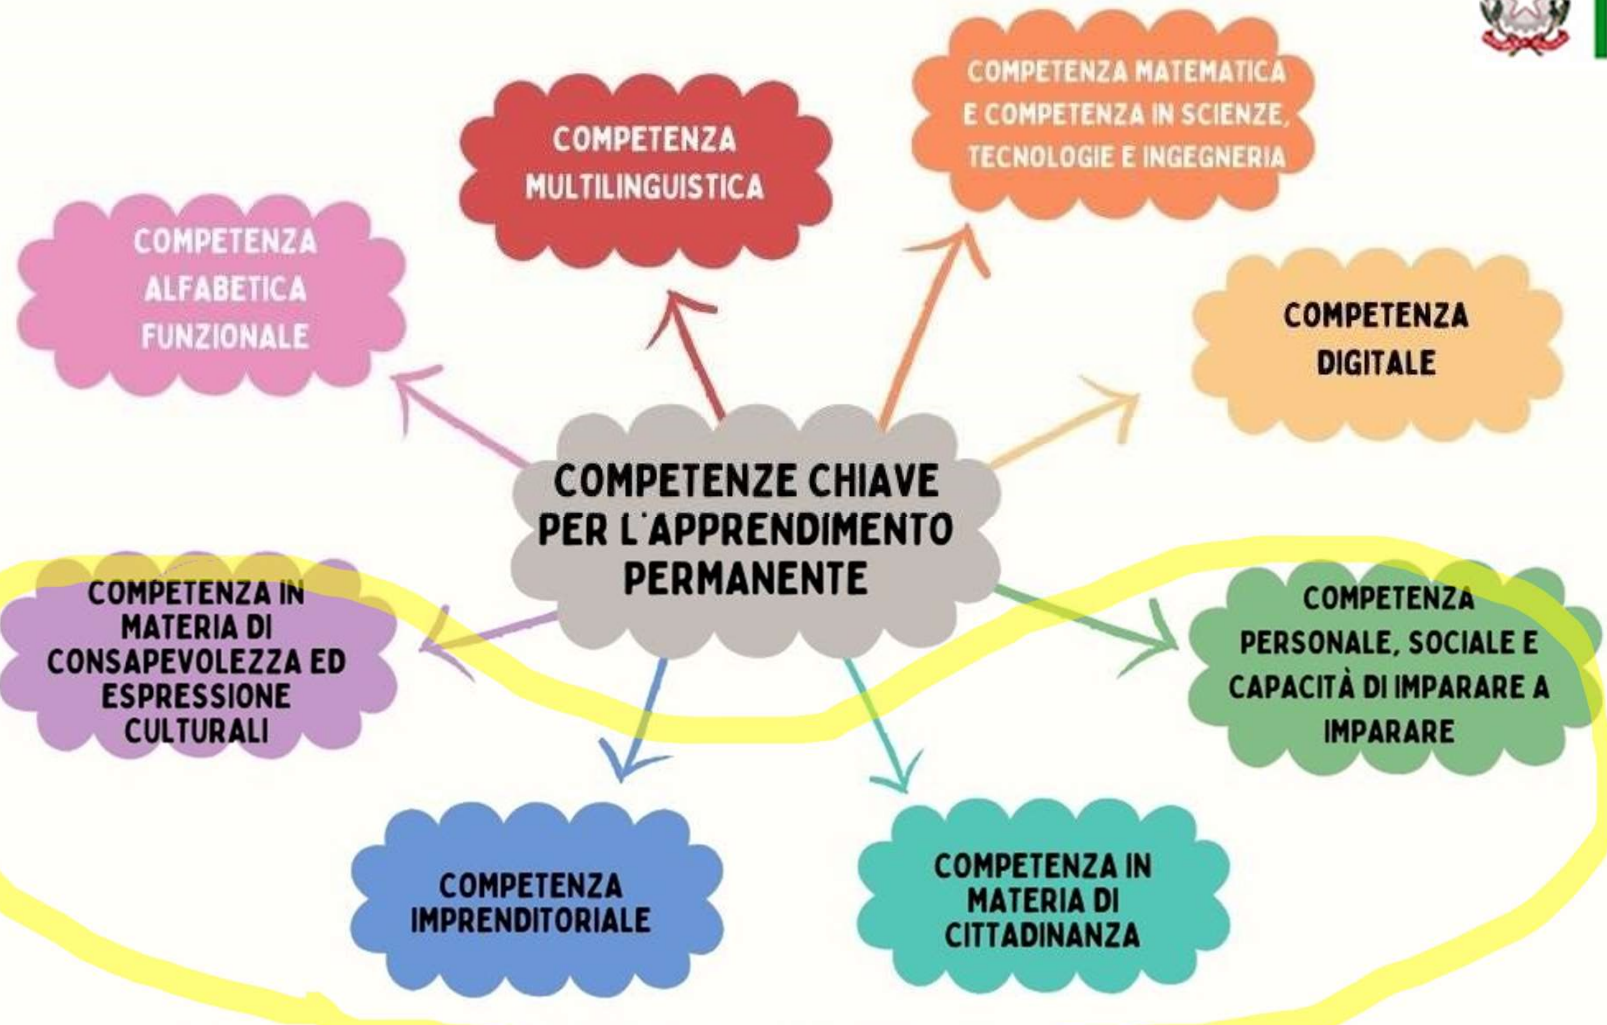 COMPETENZA MATEMATICA
E COMPETENZA IN SCIENZE,
TECNOLOGIE E INGEGNERIA
COMPETENZA
MULTILINGUISTICA
COMPETENZA
ALFABETICA
FUNZIONALE
COMPETENZA
DIGITALE
COMPETENZE CHIAVE
PER L'APPRENDIMENTO
PERMANENTE
COMPETENZA IN
MATERIA DI
CONSAPEVOLEZZA ED
ESPRESSIONE
CULTURALI
COMPETENZA
PERSONALE, SOCIALE E
CAPACITÀ DI IMPARARE A
IMPARARE
COMPETENZA
IMPRENDITORIALE
COMPETENZA IN
MATERIA DI
CITTADINANZA